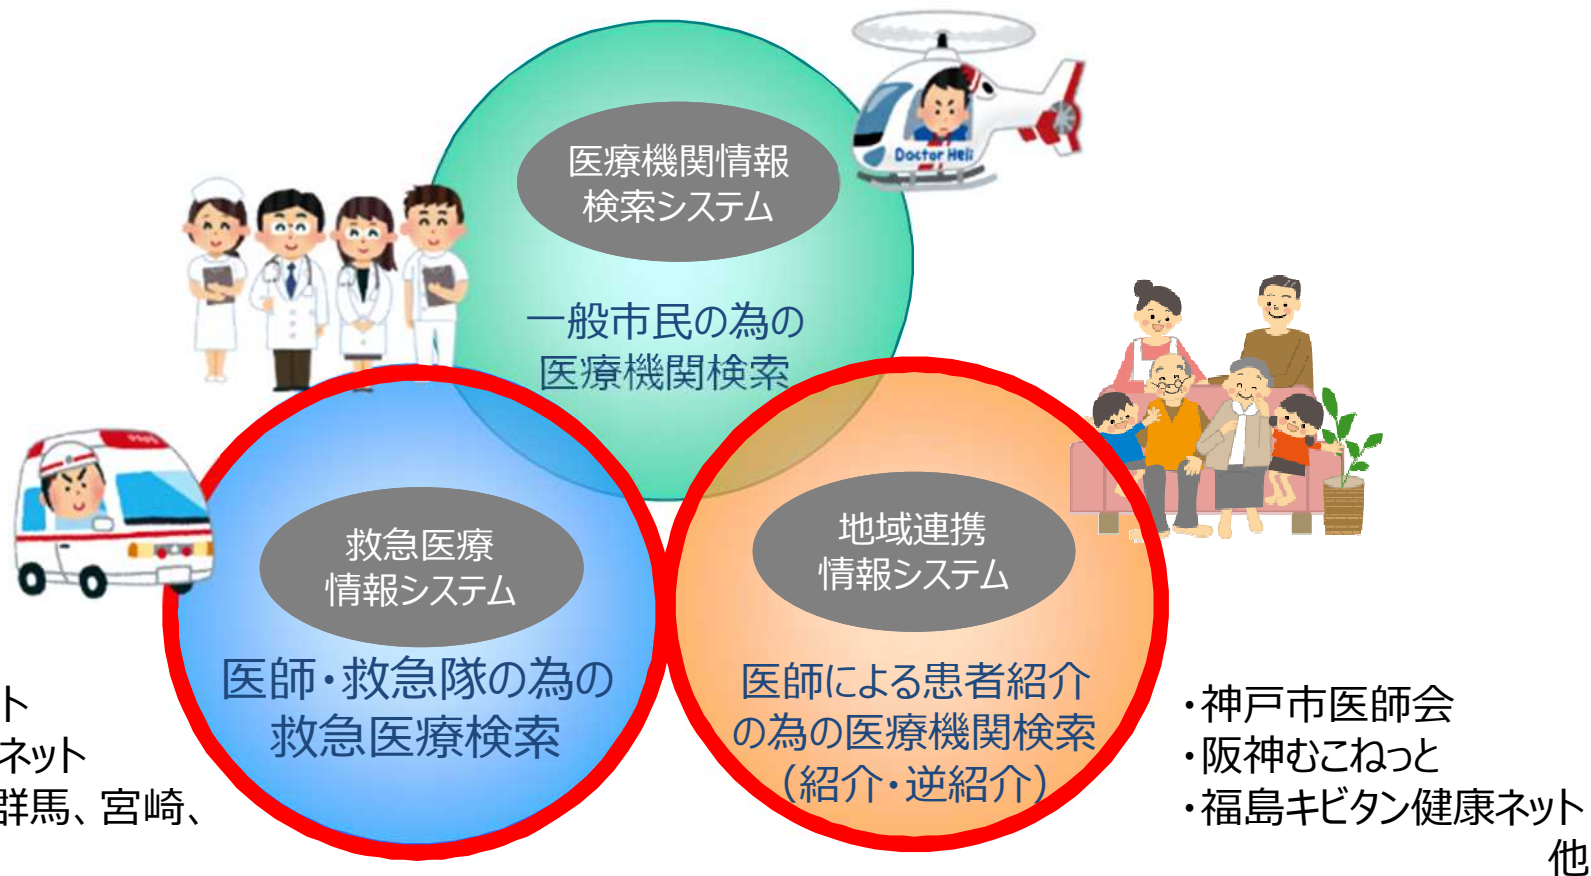 医療機関情報
検索システム
Doctor Heli
一般市民の為の
医療機関検索
救急医療
情報システム
医師・救急隊の為の
救急医療検索
地域連携
情報システム
医師による患者紹介
の為の医療機関検索
(紹介・逆紹介)
ト
ネット
群馬、宮崎、
・神戸市医師会
・阪神むこねっと
・福島キビタン健康ネット
他